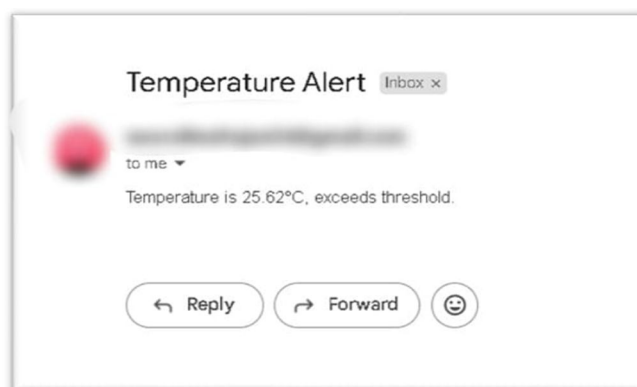 Temperature Alert Inbox ×
to me
Temperature is 25.62°C, exceeds threshold.
Reply Forward